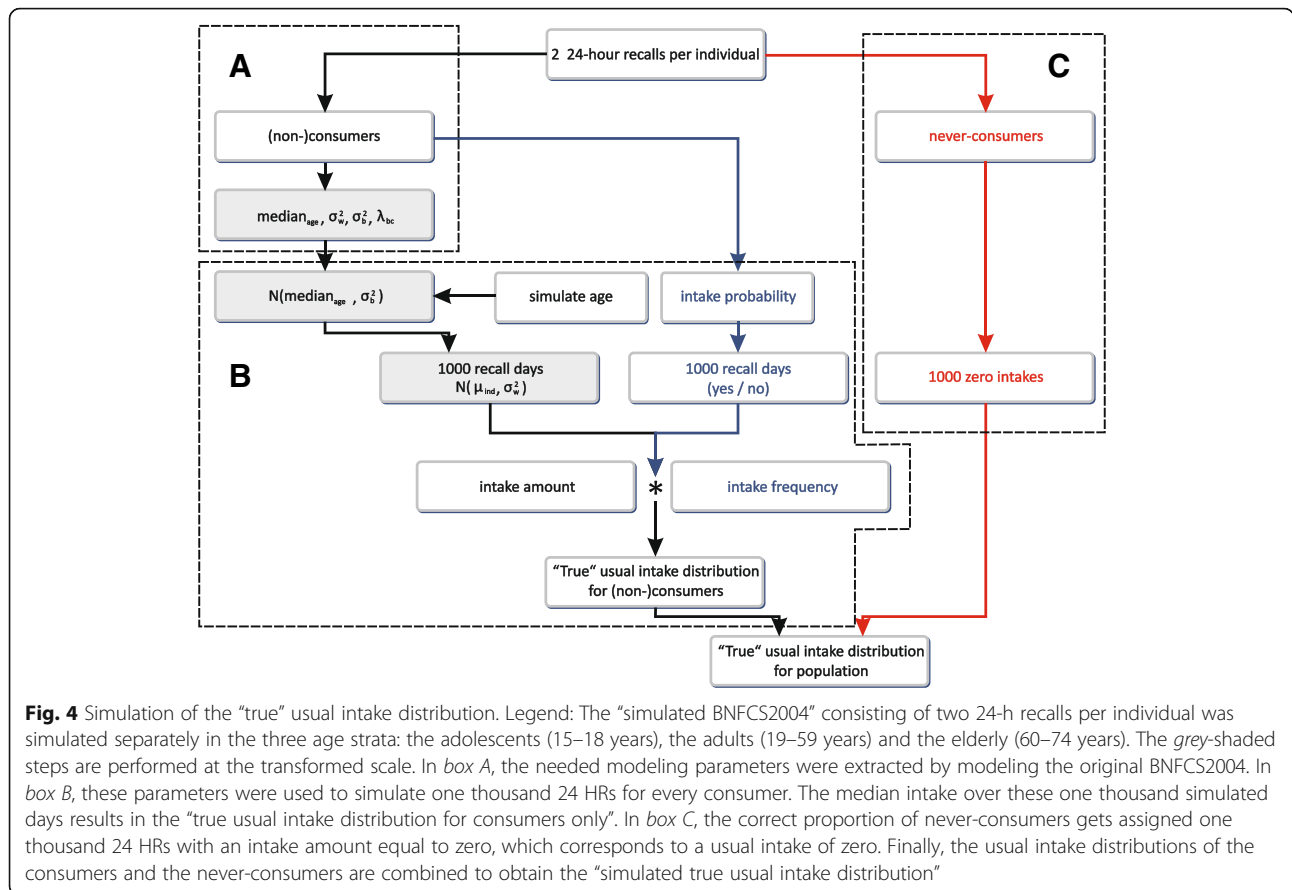 A
2 24-hour recalls per individual
C
(non-)consumers
never-consumers
median_age, σ²_w, σ²_b, λ_bc
N(median_age, σ²_b)
simulate age
intake probability
B
1000 recall days
N(μ_ind, σ²_w)
1000 recall days
(yes / no)
1000 zero intakes
intake amount
*
intake frequency
“True“ usual intake distribution
for (non-)consumers
“True“ usual intake distribution
for population
Fig. 4 Simulation of the “true” usual intake distribution. Legend: The “simulated BNFCS2004” consisting of two 24-h recalls per individual was
simulated separately in the three age strata: the adolescents (15–18 years), the adults (19–59 years) and the elderly (60–74 years). The grey-shaded
steps are performed at the transformed scale. In box A, the needed modeling parameters were extracted by modeling the original BNFCS2004. In
box B, these parameters were used to simulate one thousand 24 HRs for every consumer. The median intake over these one thousand simulated
days results in the “true usual intake distribution for consumers only”. In box C, the correct proportion of never-consumers gets assigned one
thousand 24 HRs with an intake amount equal to zero, which corresponds to a usual intake of zero. Finally, the usual intake distributions of the
consumers and the never-consumers are combined to obtain the “simulated true usual intake distribution”